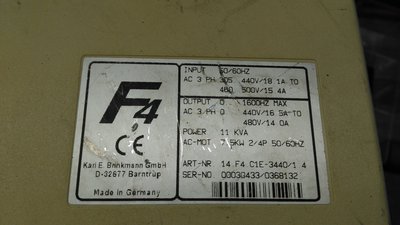 F4
CE
Karl E. Brinkmann GmbH
D-32677 Barntrup
Made in Germany
INPUT 50/60HZ
AC 3 PH 305 440V/18.1A TO
460 500V/15.4A
OUTPUT 0 1600HZ MAX
AC 3 PH 0 440V/16.5A-TO
480V/14.0A
POWER 11 KVA
AC-MOT 7.5KW 2/4P 50/60HZ
ART-NR 14.F4.C1E-3440/1.4
SER-NO 00030433/0368132